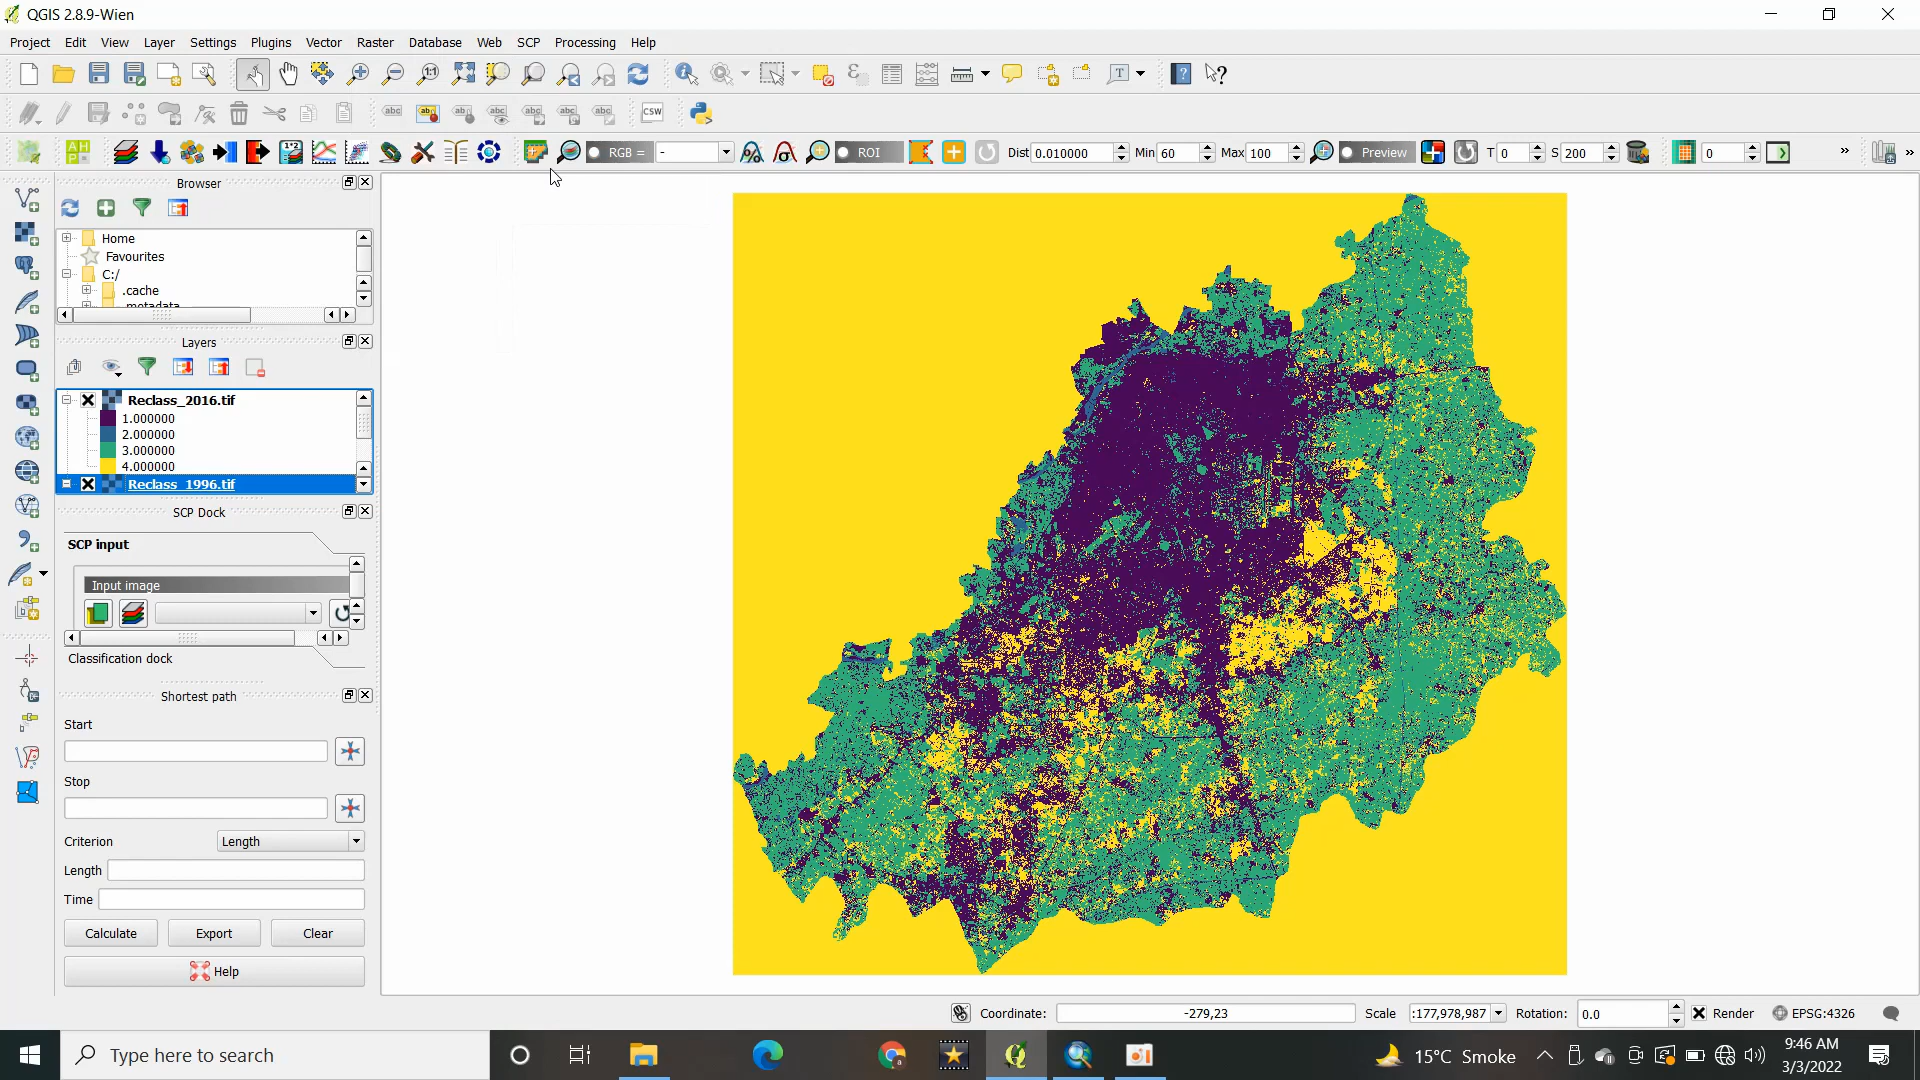 QGIS 2.8.9-Wien
Project Edit View Layer Settings Plugins Vector Raster Database Web SCP Processing Help
RGB = - ROI Dist 0.010000 Min 60 Max 100 Preview T 0 S 200 0
Browser
Home
Favourites
C:/
.cache
Layers
Reclass_2016.tif
1.000000
2.000000
3.000000
4.000000
Reclass_1996.tif
SCP Dock
SCP input
Input image
Classification dock
Shortest path
Start
Stop
Criterion Length
Length
Time
Calculate Export Clear
Help
Coordinate: -279,23 Scale :177,978,987 Rotation: 0.0 Render EPSG:4326
Type here to search
15°C Smoke
9:46 AM
3/3/2022